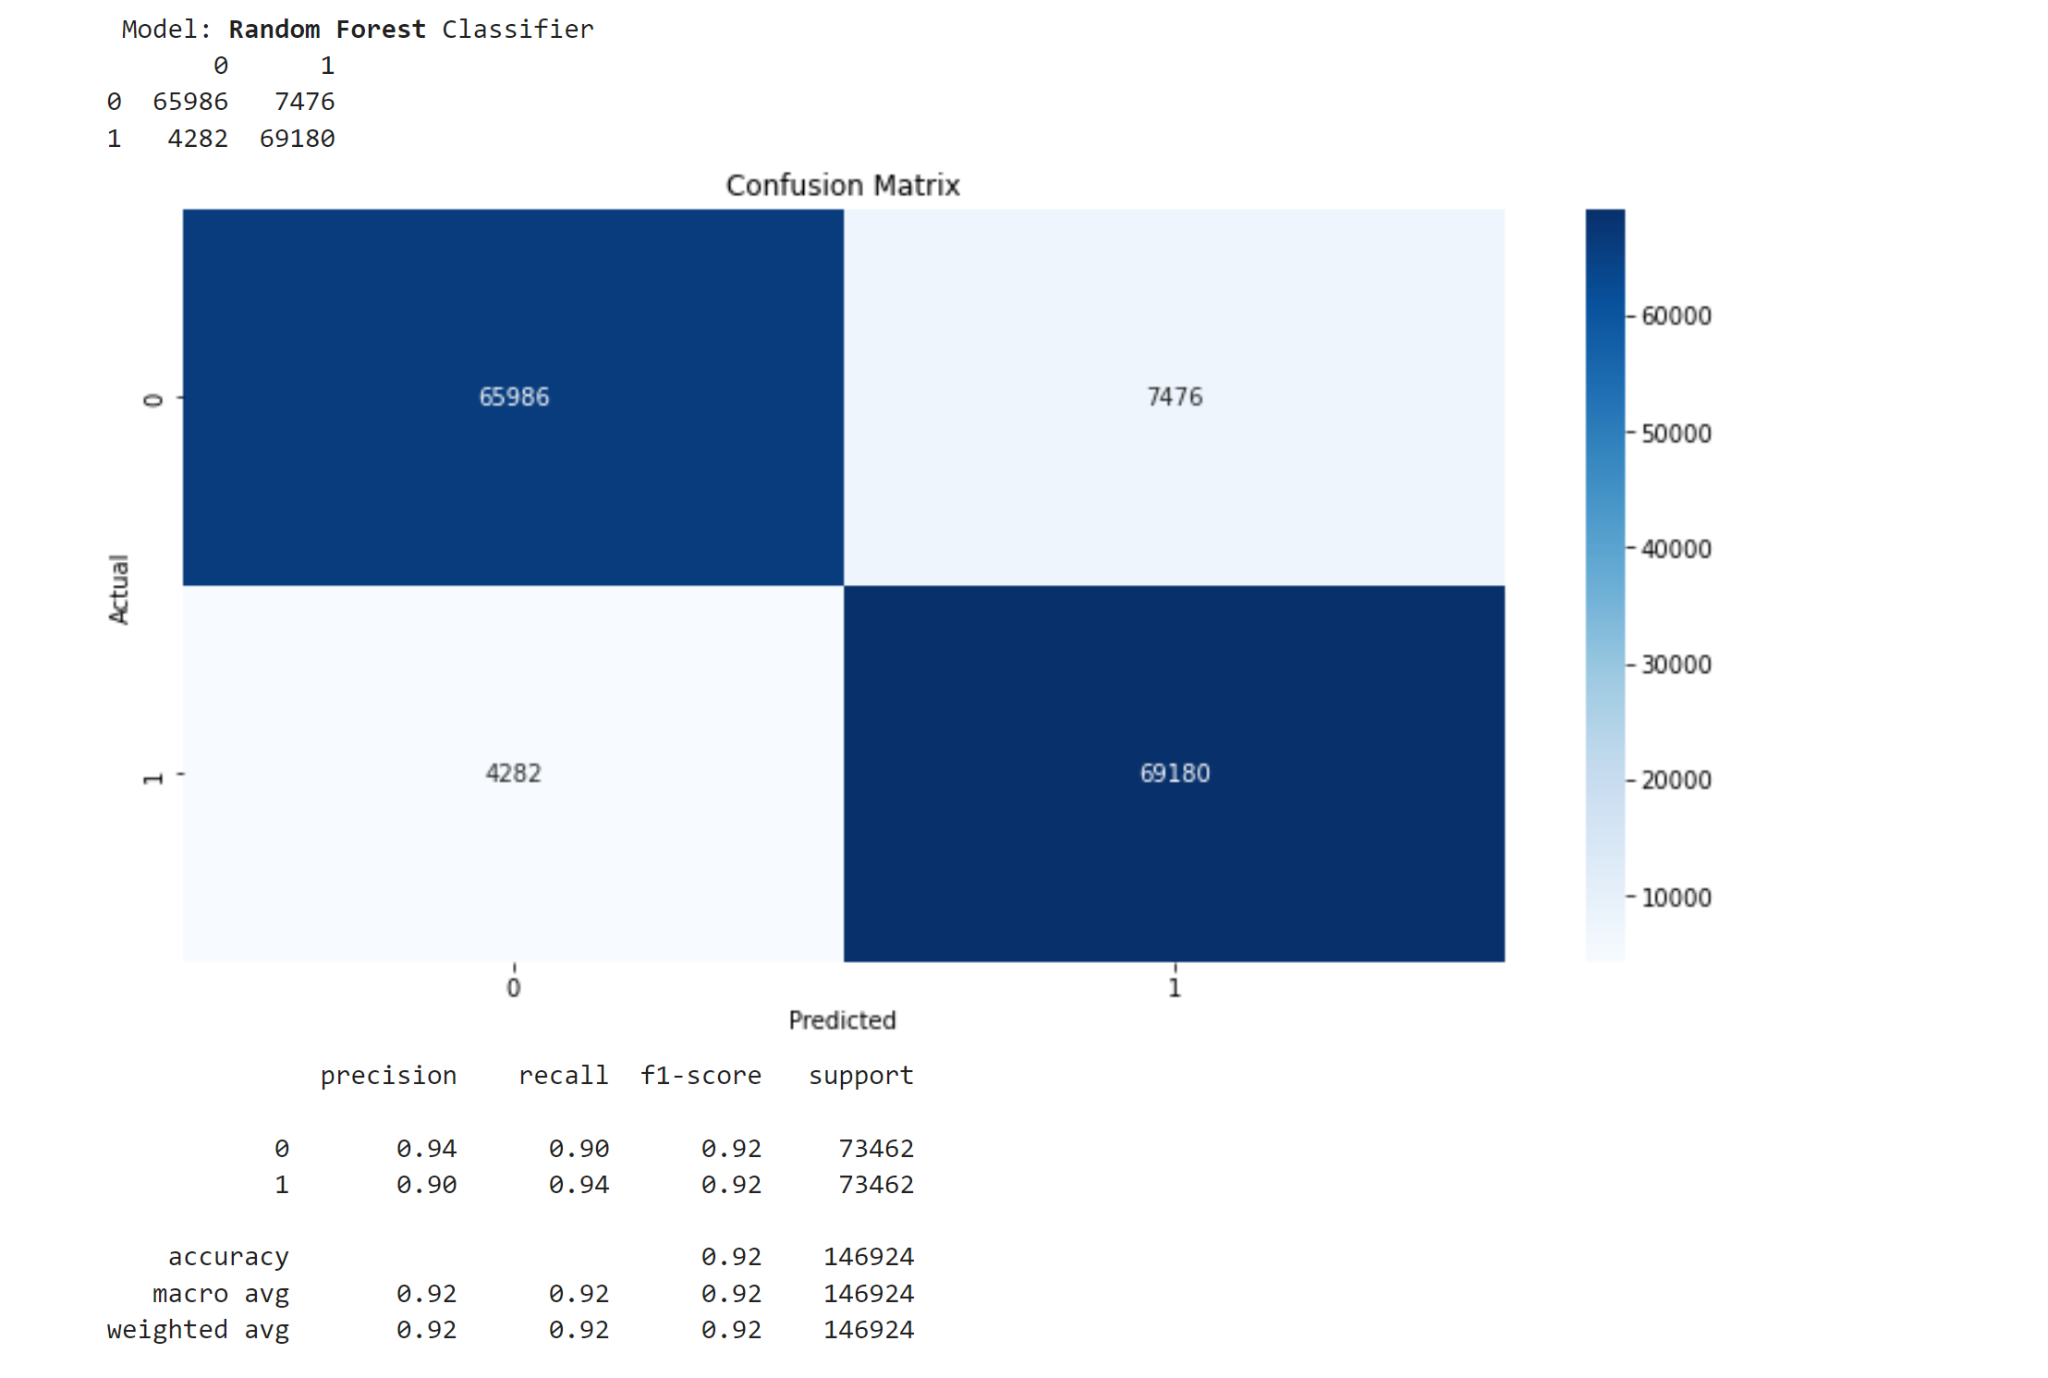 Model: Random Forest Classifier
0 1
0 65986 7476
1 4282 69180
Confusion Matrix
60000
0 65986 7476
50000
40000
Actual
30000
1 4282 69180
20000
10000
0 1
Predicted
precision recall f1-score support
0 0.94 0.90 0.92 73462
1 0.90 0.94 0.92 73462
accuracy 0.92 146924
macro avg 0.92 0.92 0.92 146924
weighted avg 0.92 0.92 0.92 146924